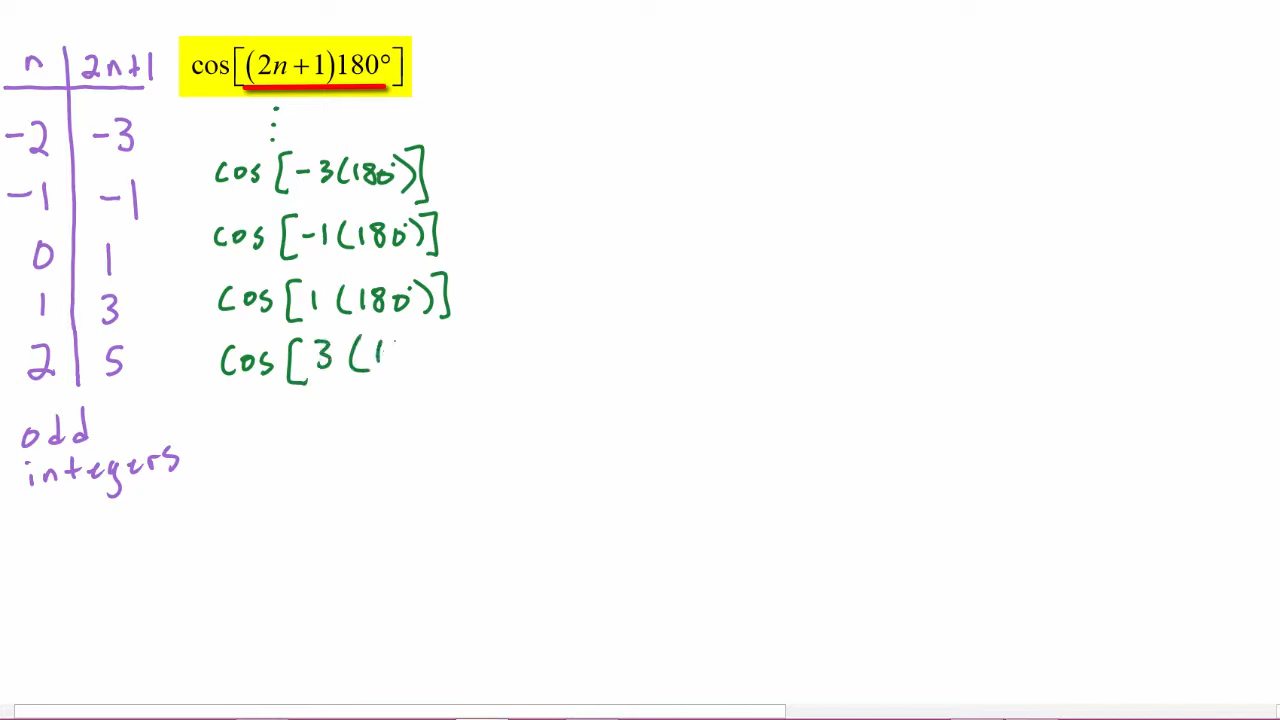 cos[(2n+1)180°]
n | 2n+1
-2 | -3
-1 | -1
0 | 1
1 | 3
2 | 5
odd
integers
⋮
cos[-3(180°)]
cos[-1(180°)]
cos[1(180°)]
cos[3(1